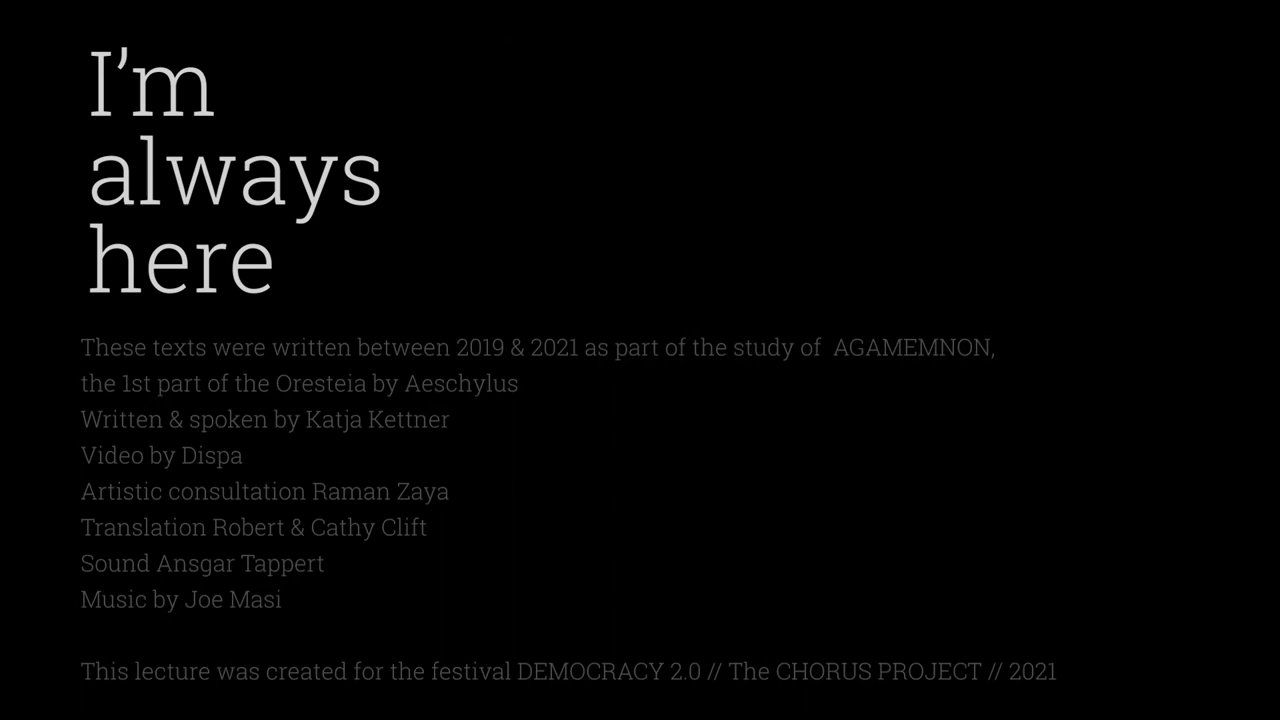 I’m
always
here
These texts were written between 2019 & 2021 as part of the study of  AGAMEMNON,
the 1st part of the Oresteia by Aeschylus
Written & spoken by Katja Kettner
Video by Dispa
Artistic consultation Raman Zaya
Translation Robert & Cathy Clift
Sound Ansgar Tappert
Music by Joe Masi
This lecture was created for the festival DEMOCRACY 2.0 // The CHORUS PROJECT // 2021